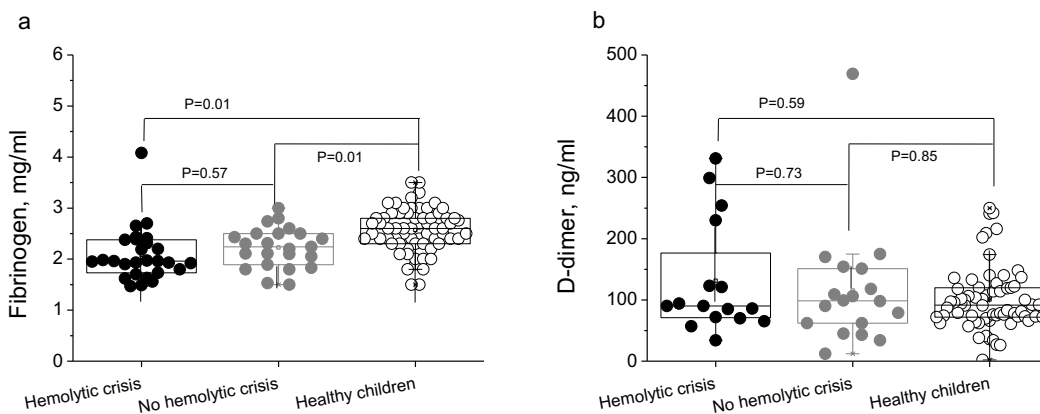 a
Fibrinogen, mg/ml
6
5
4
3
2
1
0
P=0.01
P=0.57
P=0.01
Hemolytic crisis
No hemolytic crisis
Healthy children
b
D-dimer, ng/ml
500
400
300
200
100
0
P=0.59
P=0.73
P=0.85
Hemolytic crisis
No hemolytic crisis
Healthy children